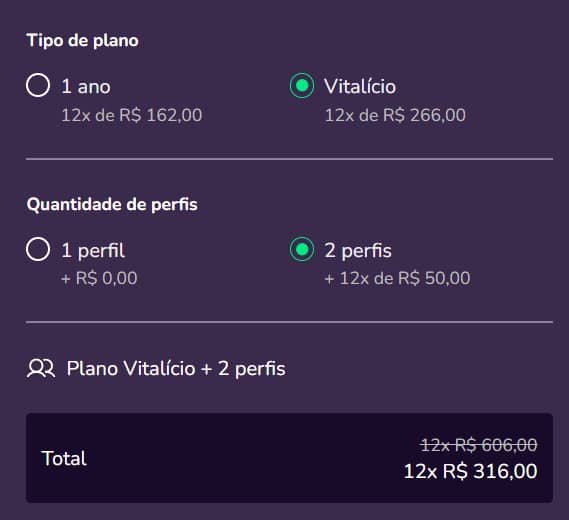 Tipo de plano
1 ano
12x de R$ 162,00
Vitalício
12x de R$ 266,00
Quantidade de perfis
1 perfil
+ R$ 0,00
2 perfis
+ 12x de R$ 50,00
Plano Vitalício + 2 perfis
12x R$ 606,00
Total
12x R$ 316,00